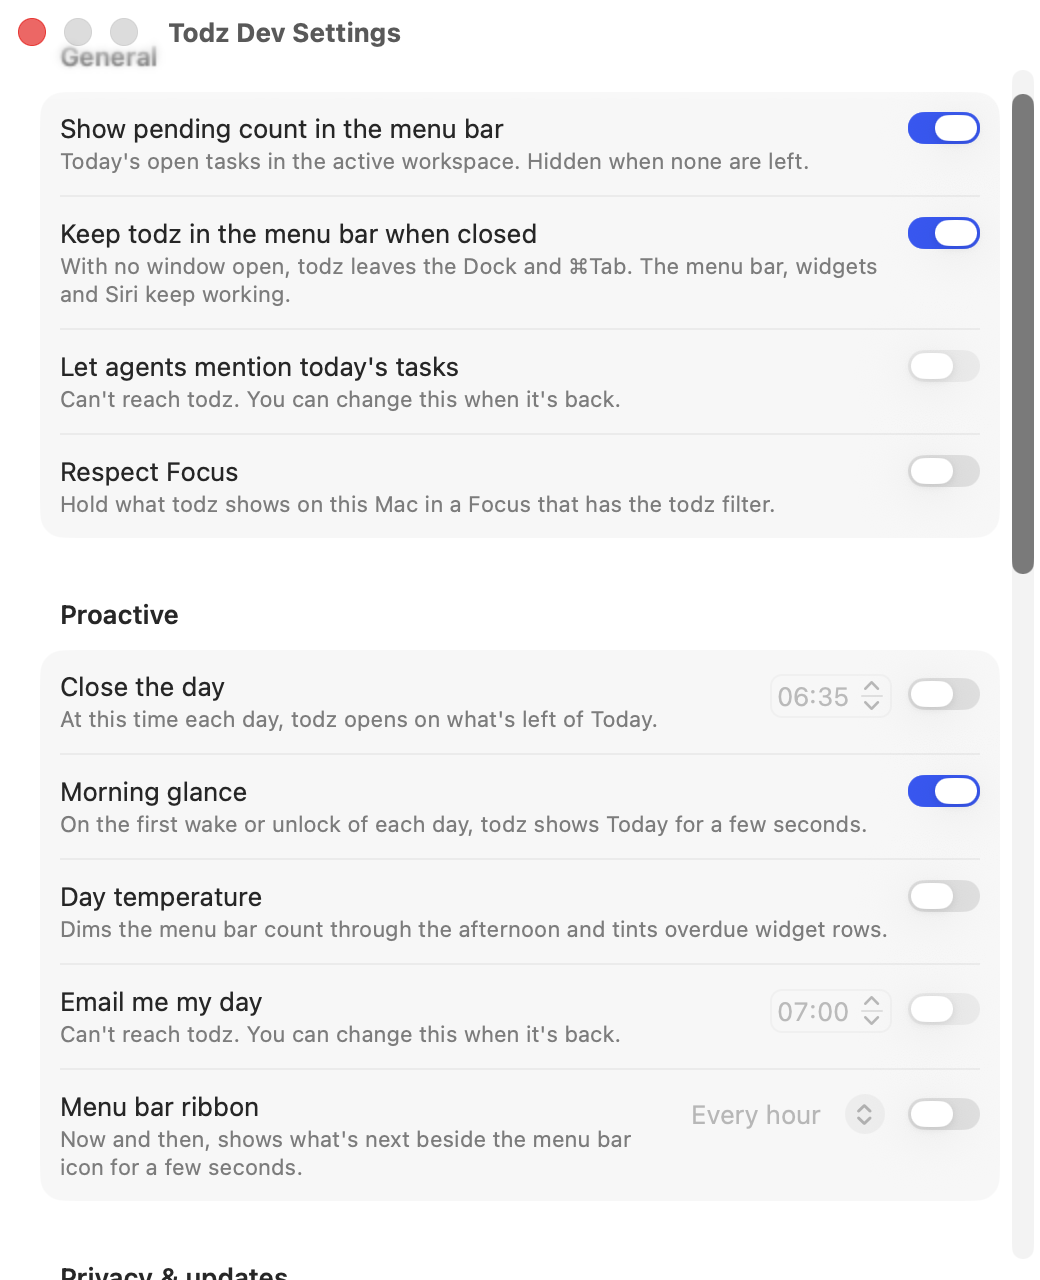 Todz Dev Settings
General
Show pending count in the menu bar
Today's open tasks in the active workspace. Hidden when none are left.
Keep todz in the menu bar when closed
With no window open, todz leaves the Dock and ⌘Tab. The menu bar, widgets
and Siri keep working.
Let agents mention today's tasks
Can't reach todz. You can change this when it's back.
Respect Focus
Hold what todz shows on this Mac in a Focus that has the todz filter.
Proactive
Close the day
06:35
At this time each day, todz opens on what's left of Today.
Morning glance
On the first wake or unlock of each day, todz shows Today for a few seconds.
Day temperature
Dims the menu bar count through the afternoon and tints overdue widget rows.
Email me my day
07:00
Can't reach todz. You can change this when it's back.
Menu bar ribbon
Every hour
Now and then, shows what's next beside the menu bar
icon for a few seconds.
Privacy & updates